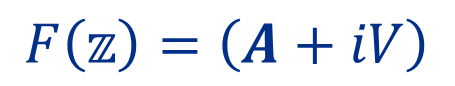 F(𝕫) = (𝑨 + iV)